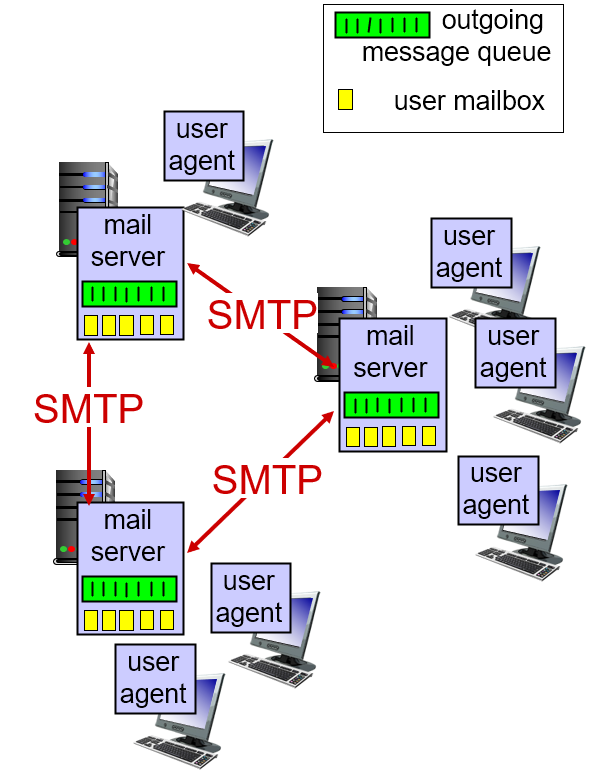 outgoing
message queue
user mailbox
user
agent
mail
server
SMTP
user
agent
mail
server
user
agent
SMTP
user
agent
SMTP
mail
server
user
agent
user
agent